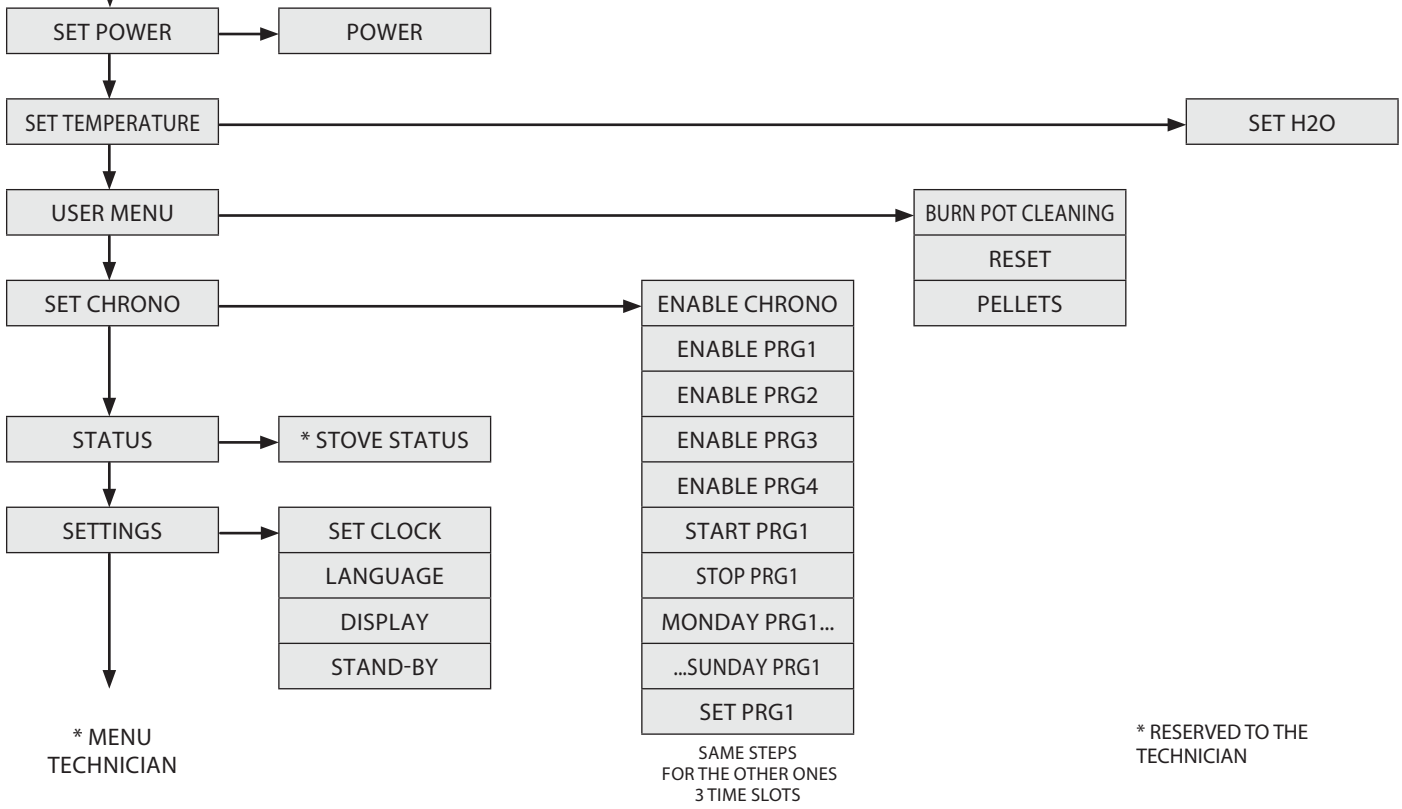 SET POWER
POWER
SET TEMPERATURE
SET H2O
USER MENU
BURN POT CLEANING
RESET
PELLETS
SET CHRONO
ENABLE CHRONO
ENABLE PRG1
ENABLE PRG2
ENABLE PRG3
ENABLE PRG4
START PRG1
STOP PRG1
MONDAY PRG1...
...SUNDAY PRG1
SET PRG1
SAME STEPS
FOR THE OTHER ONES
3 TIME SLOTS
STATUS
* STOVE STATUS
SETTINGS
SET CLOCK
LANGUAGE
DISPLAY
STAND-BY
* MENU
TECHNICIAN
* RESERVED TO THE
TECHNICIAN